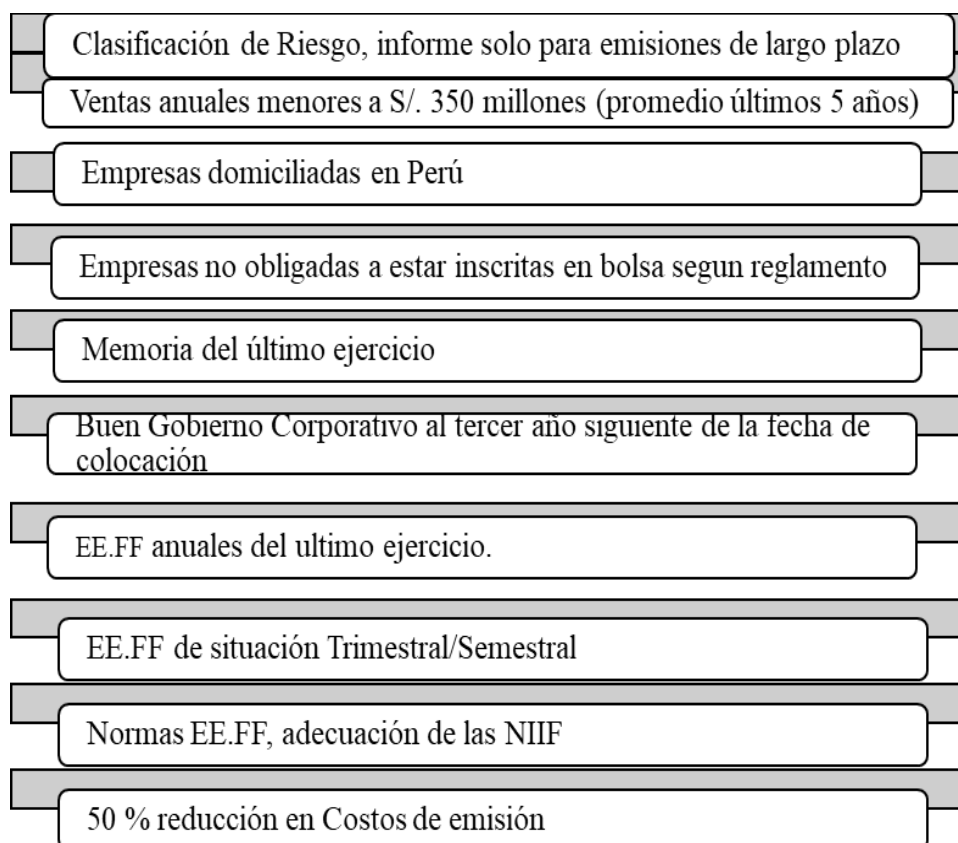 Clasificación de Riesgo, informe solo para emisiones de largo plazo
Ventas anuales menores a S/. 350 millones (promedio últimos 5 años)
Empresas domiciliadas en Perú
Empresas no obligadas a estar inscritas en bolsa segun reglamento
Memoria del último ejercicio
Buen Gobierno Corporativo al tercer año siguiente de la fecha de
colocación
EE.FF anuales del ultimo ejercicio.
EE.FF de situación Trimestral/Semestral
Normas EE.FF, adecuación de las NIIF
50 % reducción en Costos de emisión